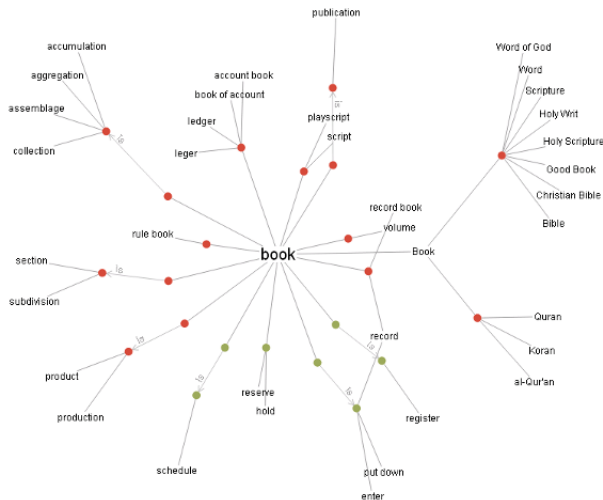 publication
accumulation
Word of God
Word
aggregation
account book
Scripture
book of account
assemblage
is
Holy Writ
playscript
ledger
script
is
Holy Scripture
collection
leger
Good Book
Christian Bible
record book
Bible
volume
rule book
book
Book
section
is
subdivision
Quran
record
is
is
Koran
product
is
is
al-Qur'an
reserve
hold
production
register
schedule
put down
enter